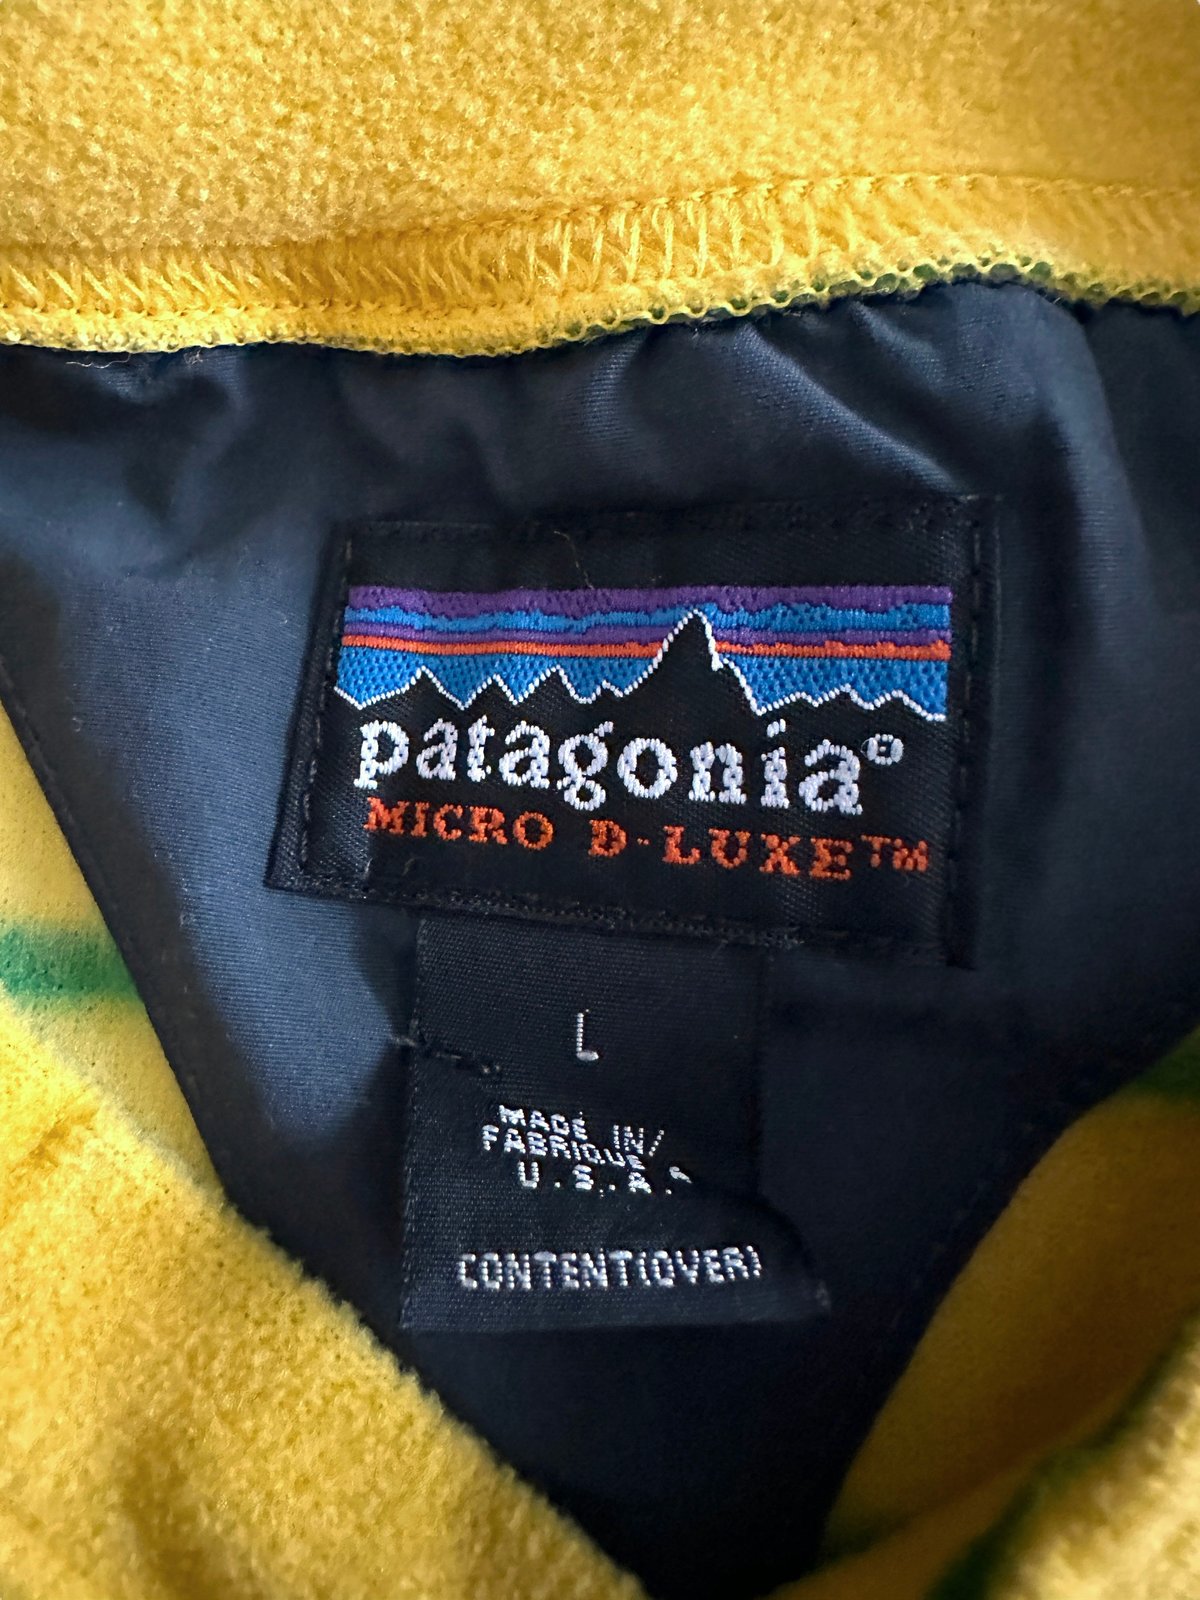 patagonia®
MICRO D-LUXE™
L
MADE IN/
FABRIQUE
U.S.A.
CONTENT(OVER)